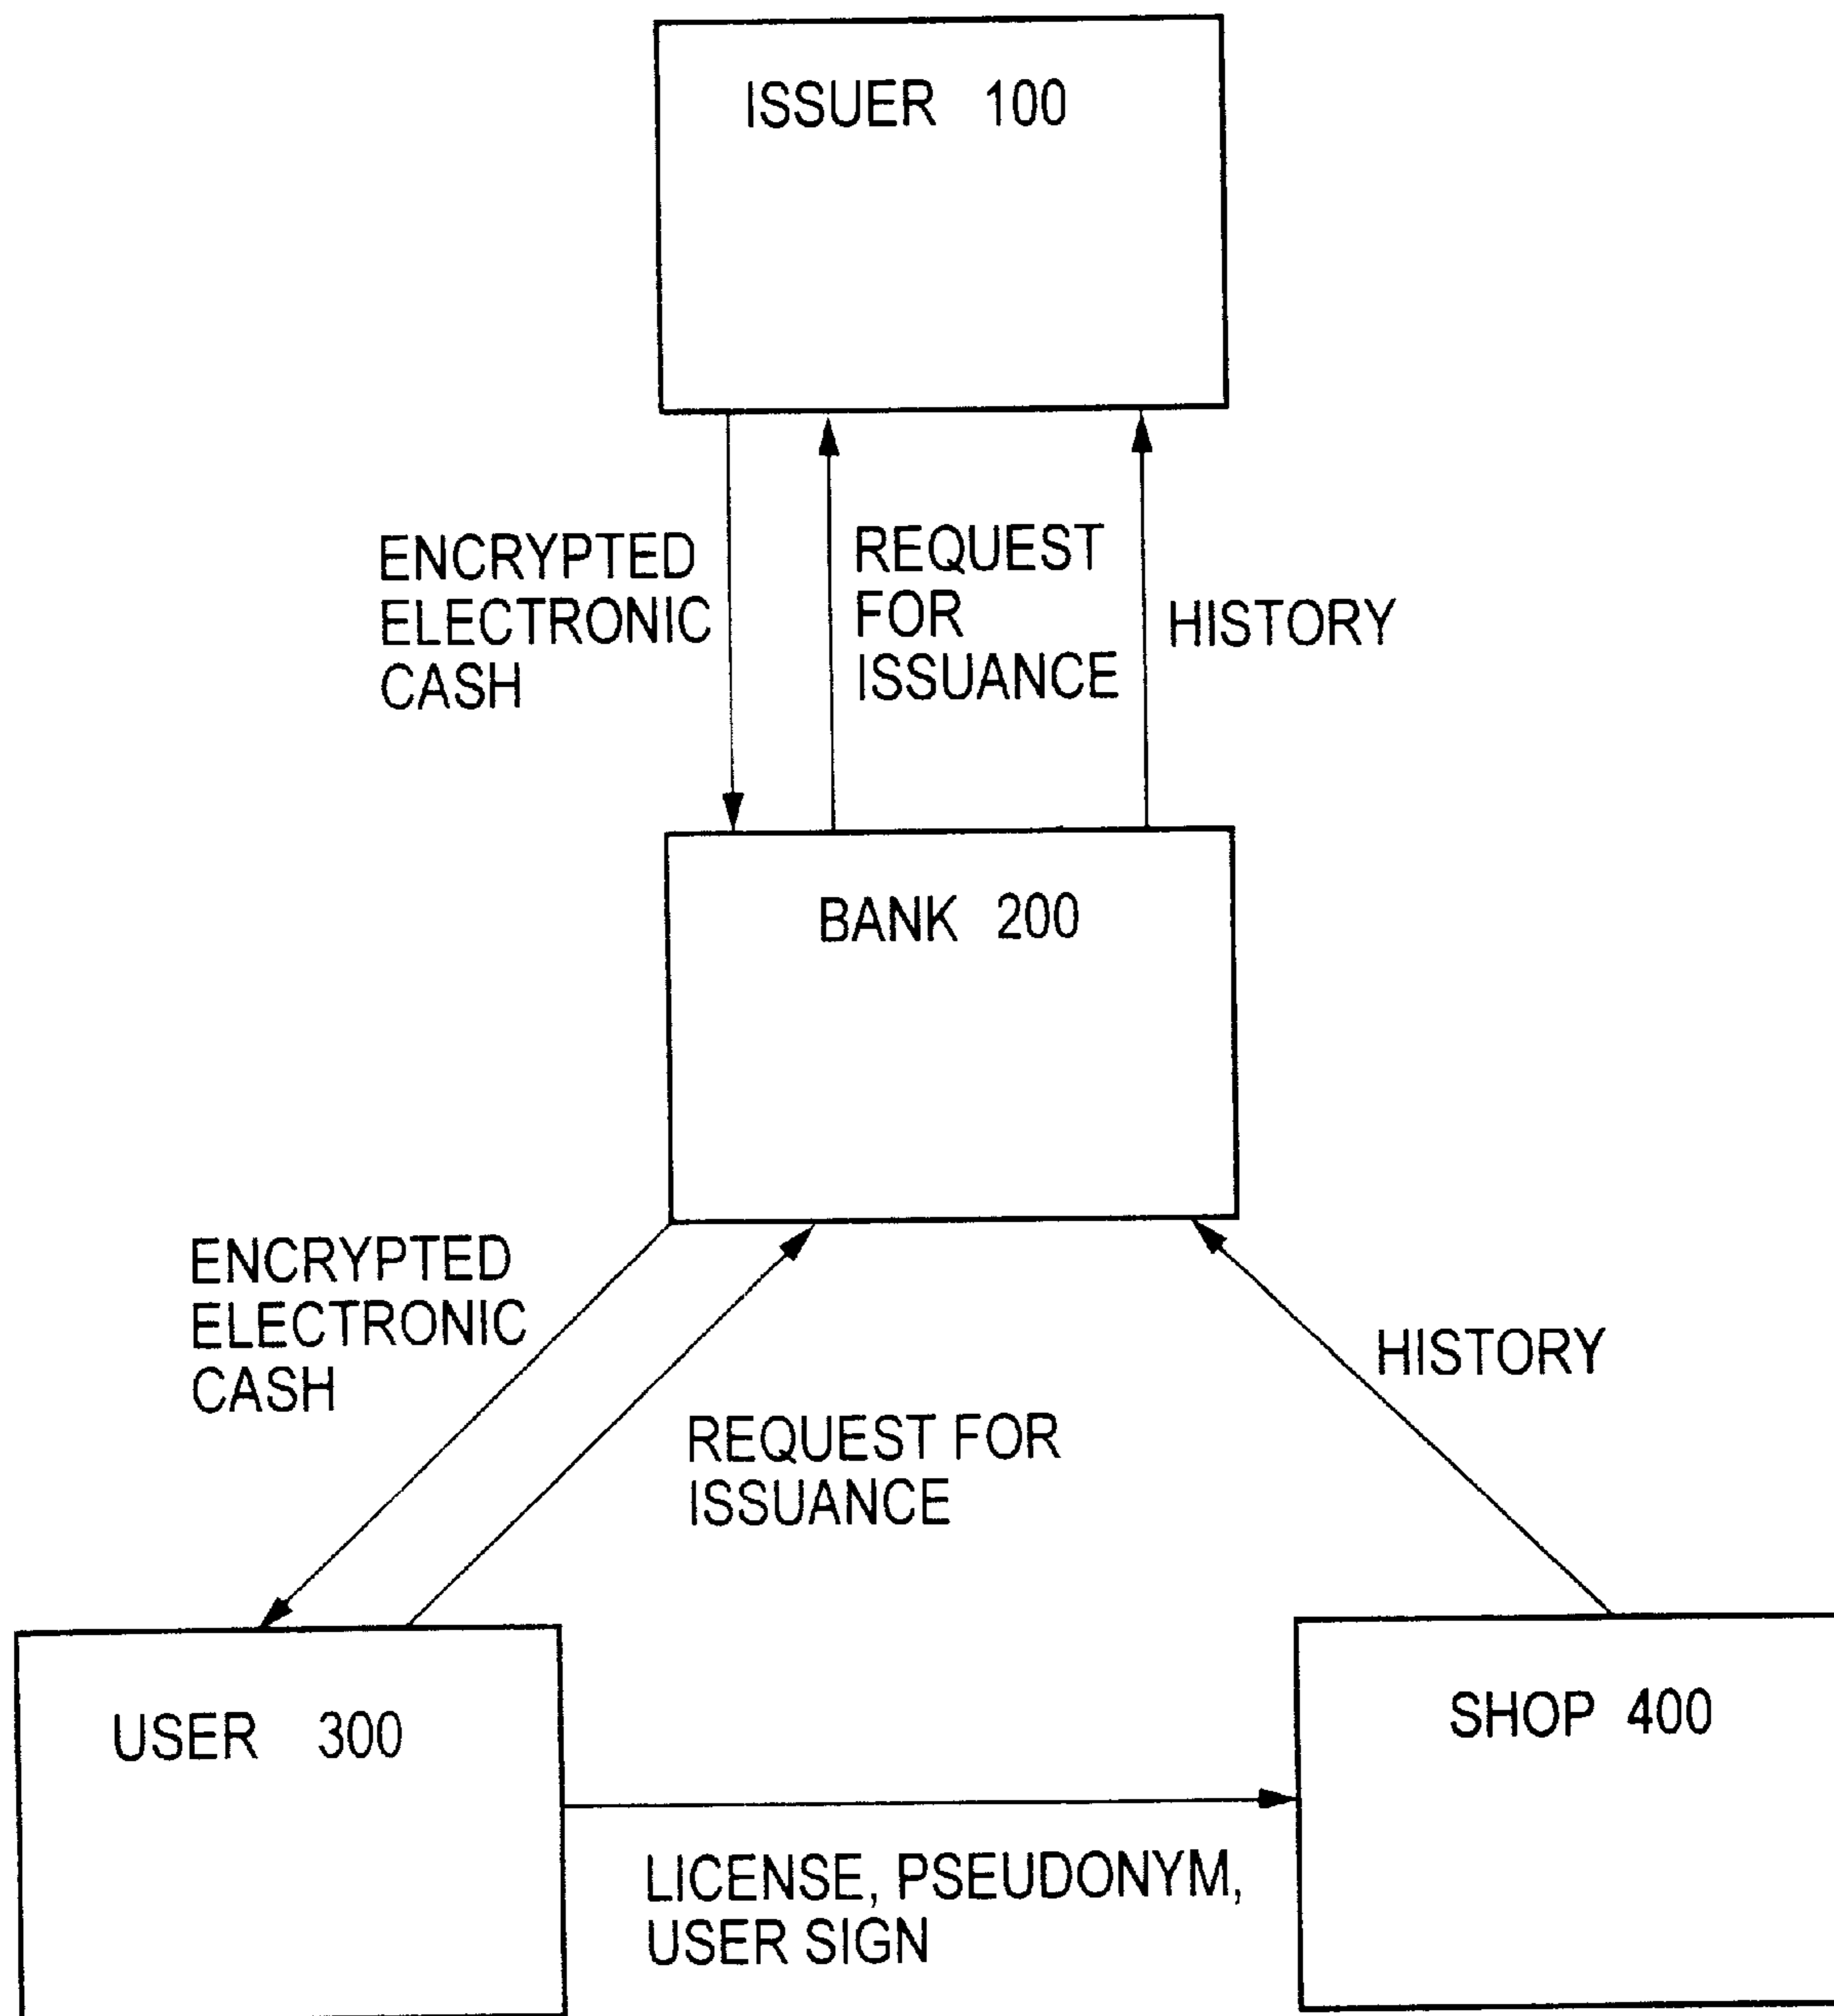 ISSUER 100
ENCRYPTED
ELECTRONIC
CASH
REQUEST
FOR
ISSUANCE
HISTORY
BANK 200
ENCRYPTED
ELECTRONIC
CASH
REQUEST FOR
ISSUANCE
HISTORY
USER 300
SHOP 400
LICENSE, PSEUDONYM,
USER SIGN